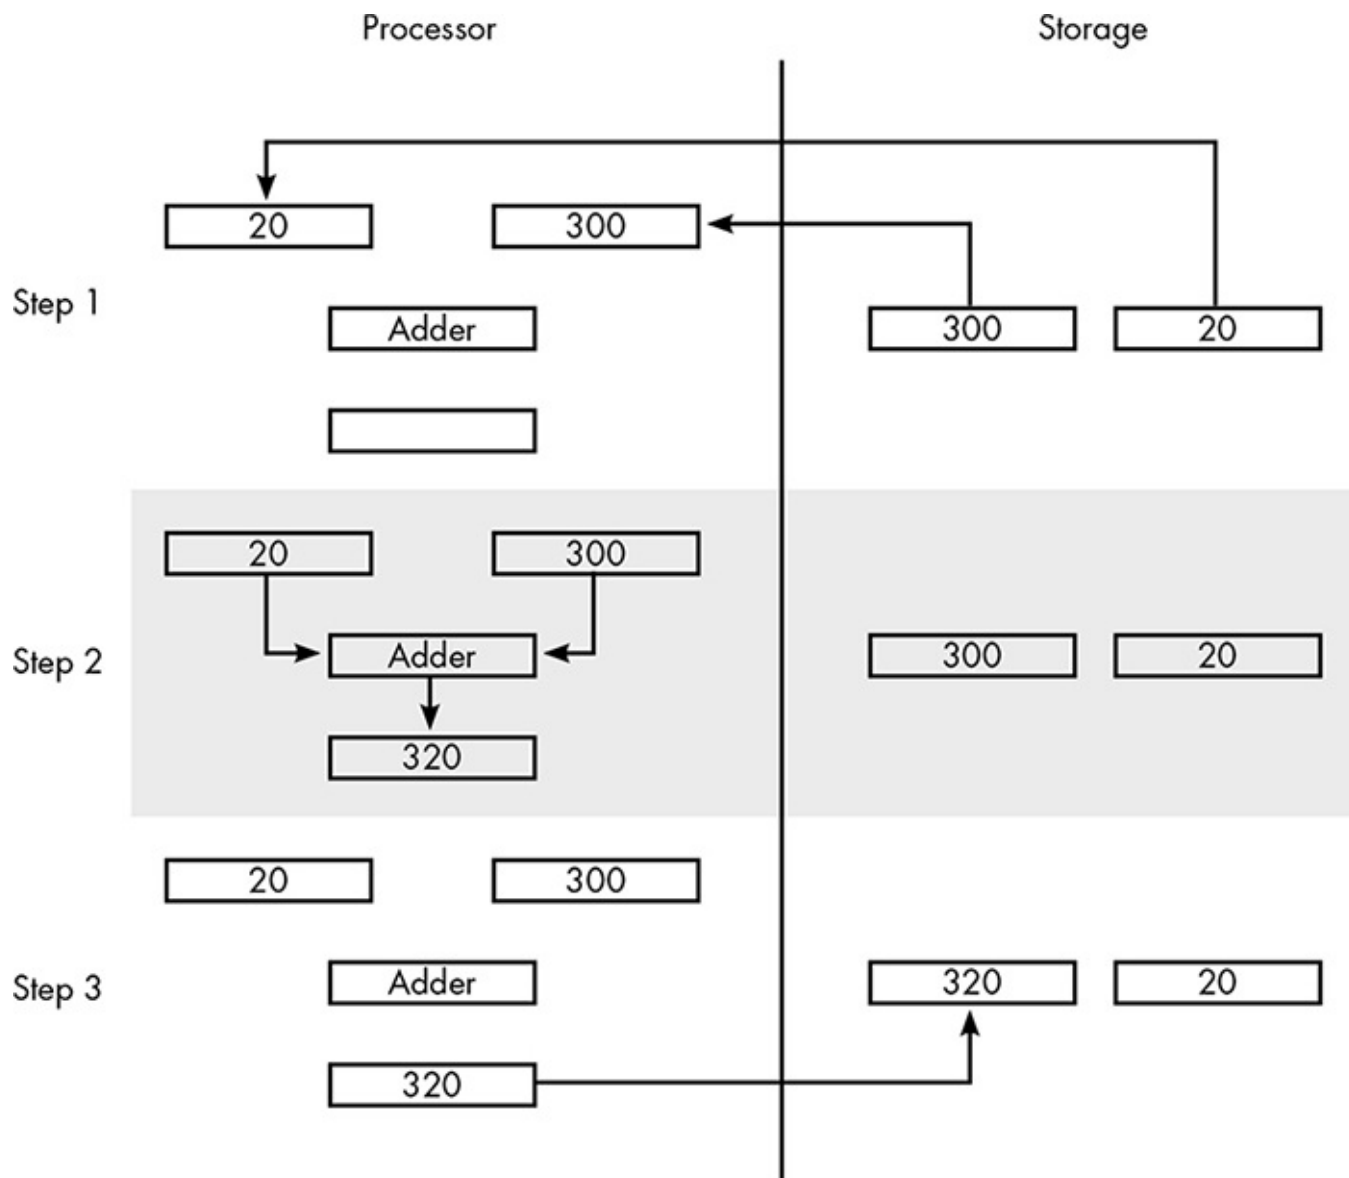 Processor Storage
20 300
Step 1
Adder 300 20
20 300
Step 2 Adder 300 20
320
20 300
Step 3 Adder 320 20
320